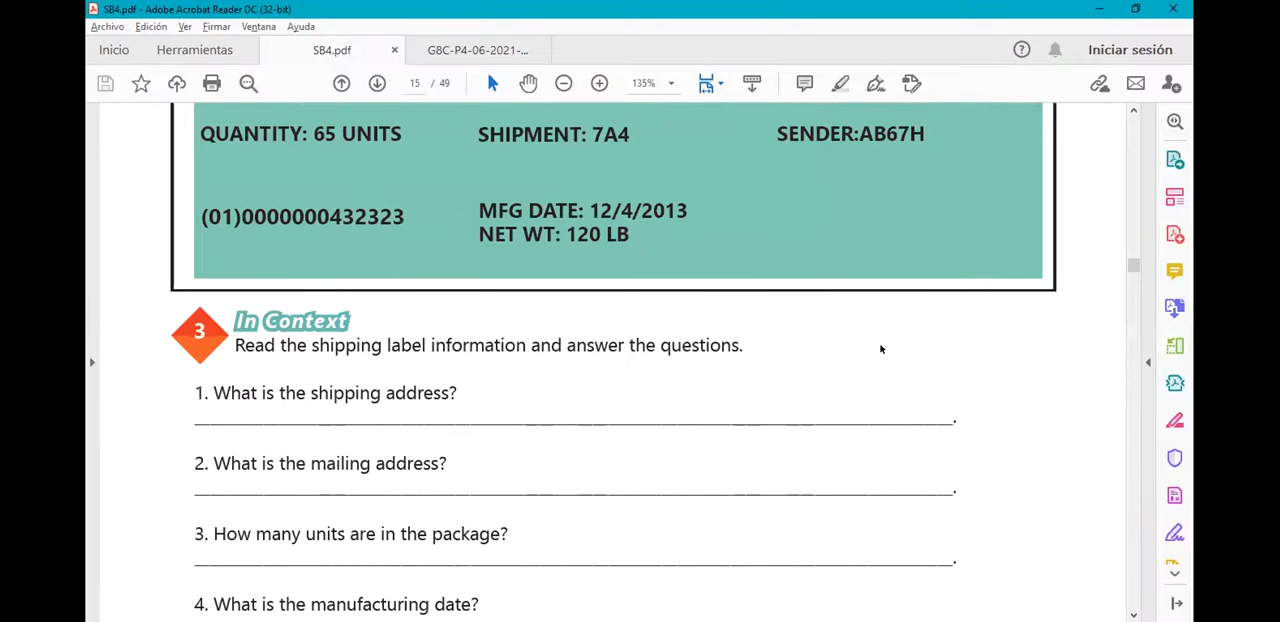 SB4.pdf - Adobe Acrobat Reader DC (32-bit)
Archivo Edición Ver Firmar Ventana Ayuda
Inicio Herramientas SB4.pdf × G8C-P4-06-2021-... Iniciar sesión
15 / 49 135%
QUANTITY: 65 UNITS SHIPMENT: 7A4 SENDER:AB67H
(01)0000000432323 MFG DATE: 12/4/2013
NET WT: 120 LB
3 In Context
Read the shipping label information and answer the questions.
1. What is the shipping address?
2. What is the mailing address?
3. How many units are in the package?
4. What is the manufacturing date?